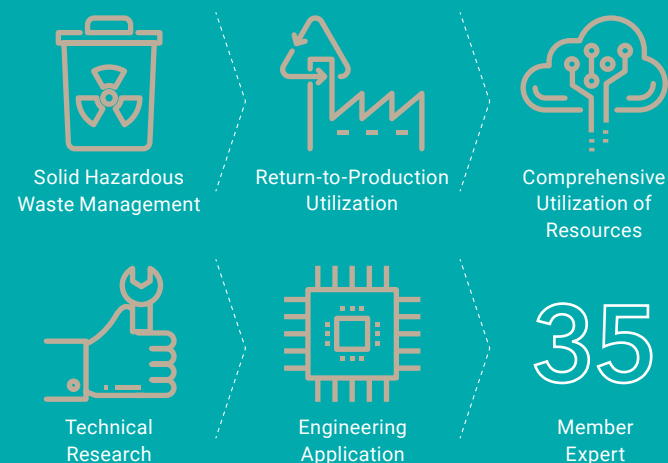 Solid Hazardous
Waste Management
Return-to-Production
Utilization
Comprehensive
Utilization of
Resources
Technical
Research
Engineering
Application
35
Member
Expert